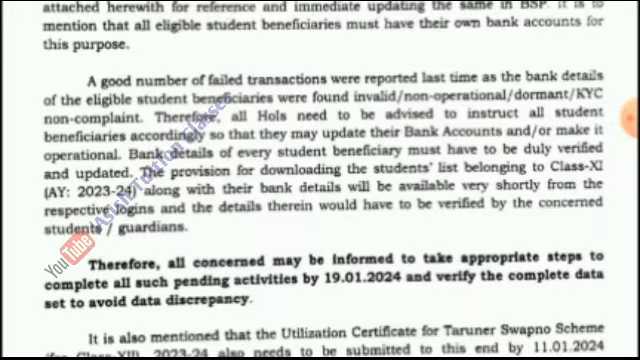 attached herewith for reference and immediate updating the same in BSP. It is to
mention that all eligible student beneficiaries must have their own bank accounts for
this purpose.
A good number of failed transactions were reported last time as the bank details
of the eligible student beneficiaries were found invalid/non-operational/dormant/KYC
non-complaint. Therefore, all HoIs need to be advised to instruct all student
beneficiaries accordingly so that they may update their Bank Accounts and/or make it
operational. Bank details of every student beneficiary must have to be duly verified
and updated. The provision for downloading the students' list belonging to Class-XI
(AY: 2023-24) along with their bank details will be available very shortly from the
respective logins and the details therein would have to be verified by the concerned
students / guardians.
Therefore, all concerned may be informed to take appropriate steps to
complete all such pending activities by 19.01.2024 and verify the complete data
set to avoid data discrepancy.
It is also mentioned that the Utilization Certificate for Taruner Swapno Scheme
(for Class-XII), 2023-24 also needs to be submitted to this end by 11.01.2024
YouTube Classes